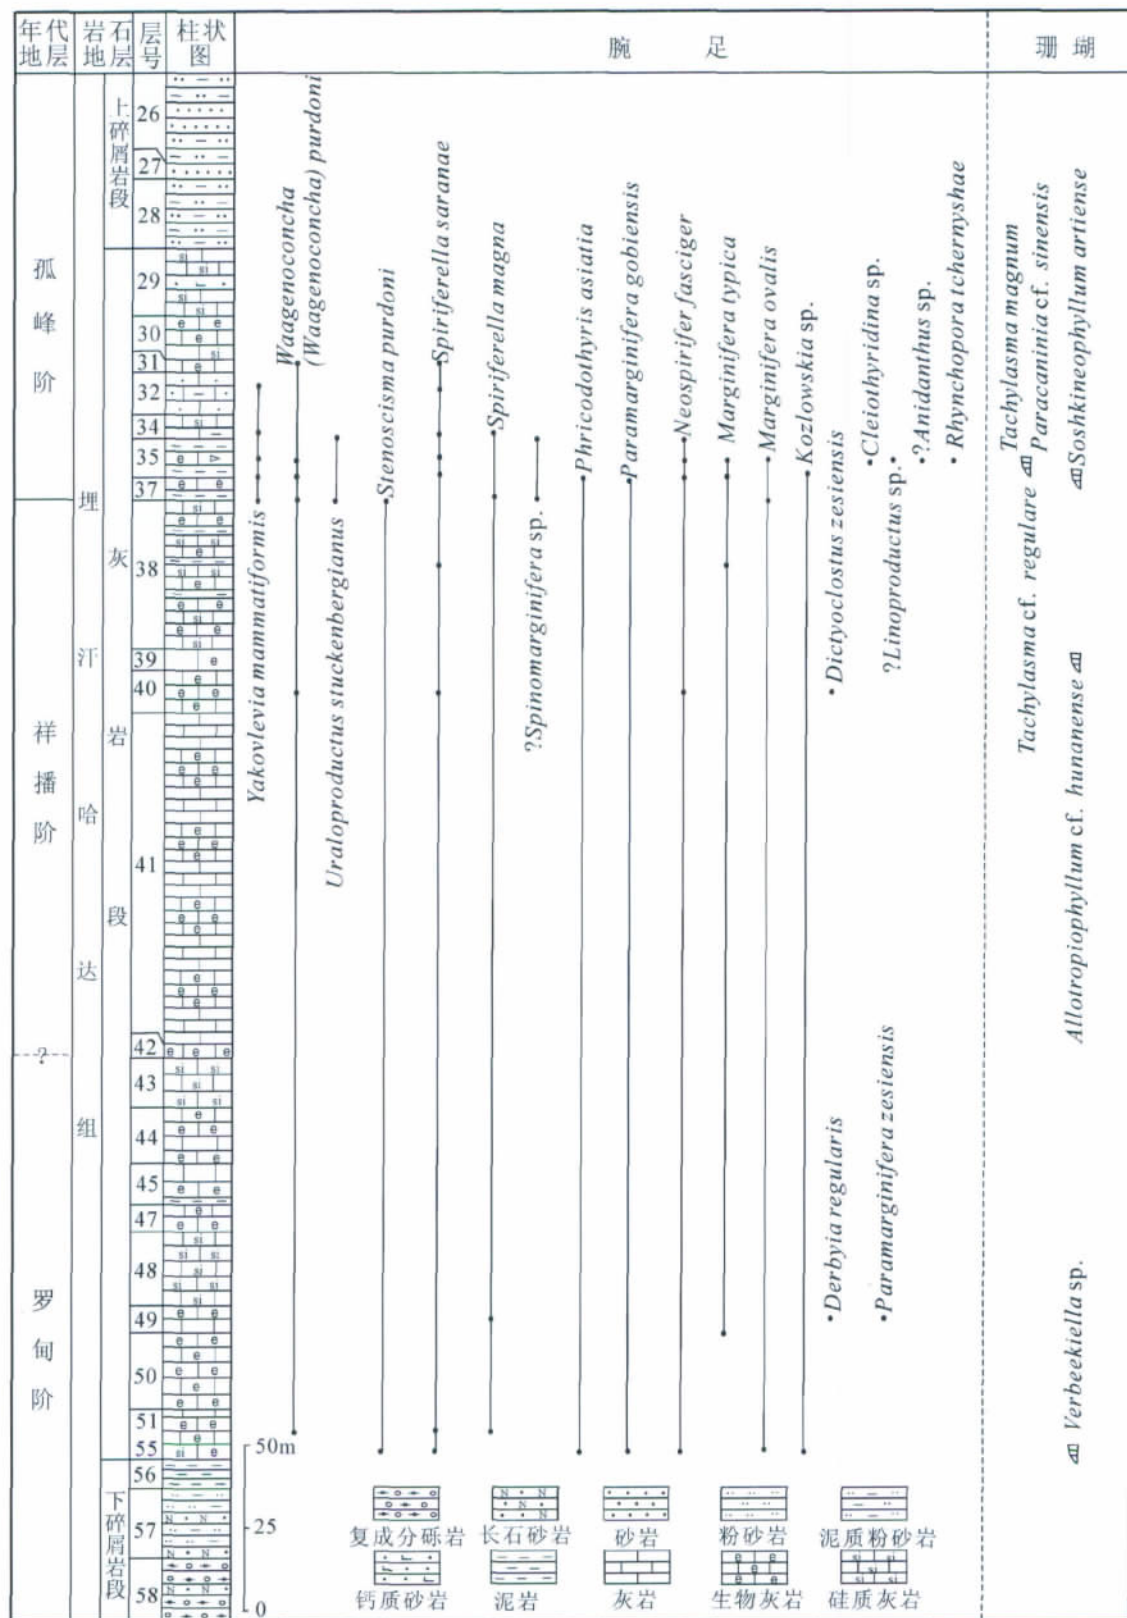 年代地层
岩石地层
层号
柱状图
腕 足
珊 瑚
孤峰阶
祥播阶
?
罗甸阶
埋汗哈达组
上碎屑岩段
灰岩段
下碎屑岩段
26
27
28
29
30
31
32
34
35
37
38
39
40
41
42
43
44
45
47
48
49
50
51
55
56
57
58
Yakovlevia mammatiformis
Waagenoconcha
(Waagenoconcha) purdoni
Uraloproductus stuckenbergianus
Stenoscisma purdoni
Spiriferella saranae
Spiriferella magna
?Spinomarginifera sp.
Phricodothyris asiatia
Paramarginifera gobiensis
Neospirifer fasciger
Marginifera typica
Marginifera ovalis
Kozlowskia sp.
Dictyoclostus zesiensis
Cleiothyridina sp.
?Linoproductus sp.
?Anidanthus sp.
Rhynchopora tchernyshae
Derbyia regularis
Paramarginifera zesiensis
Tachylasma magnum
Paracaninia cf. sinensis
Soshkineophyllum artiense
Tachylasma cf. regulare
Allotropiophyllum cf. hunanense
Verbeekiella sp.
50m
25
0
复成分砾岩
长石砂岩
砂岩
粉砂岩
泥质粉砂岩
钙质砂岩
泥岩
灰岩
生物灰岩
硅质灰岩